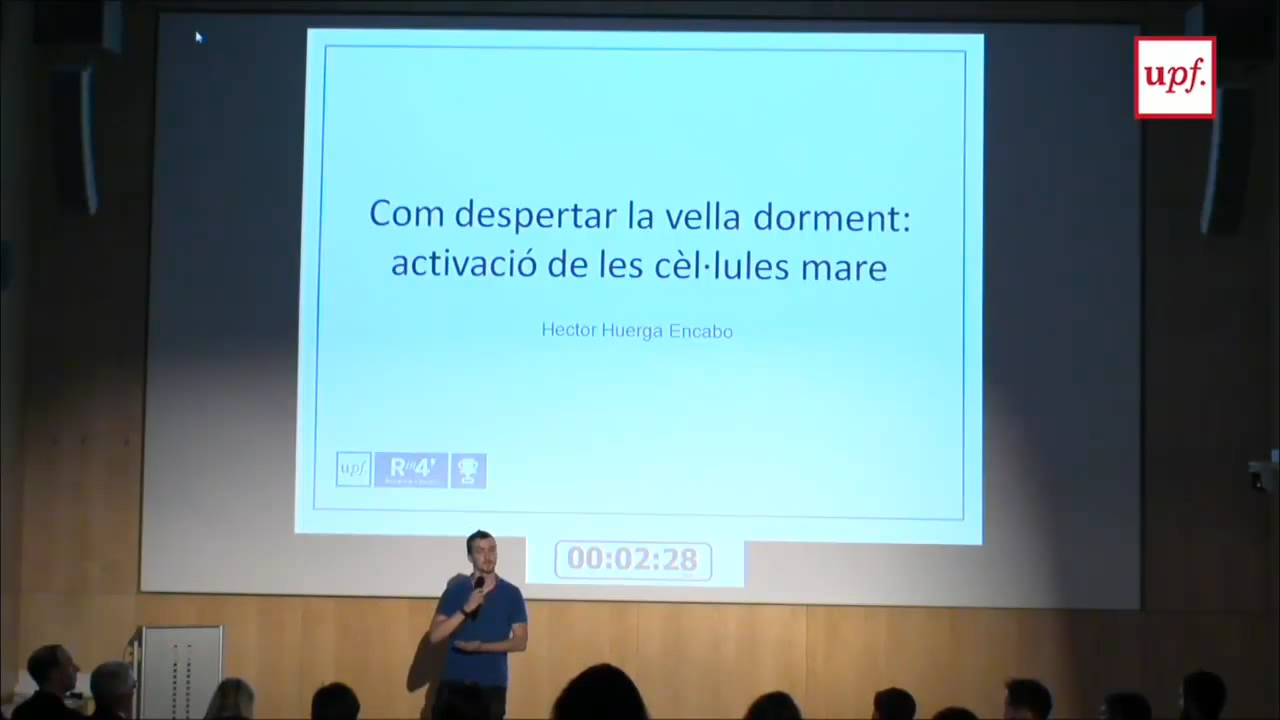 upf.
Com despertar la vella dorment:
activació de les cèl·lules mare
Hector Huerga Encabo
upf. Rin4'
00:02:28